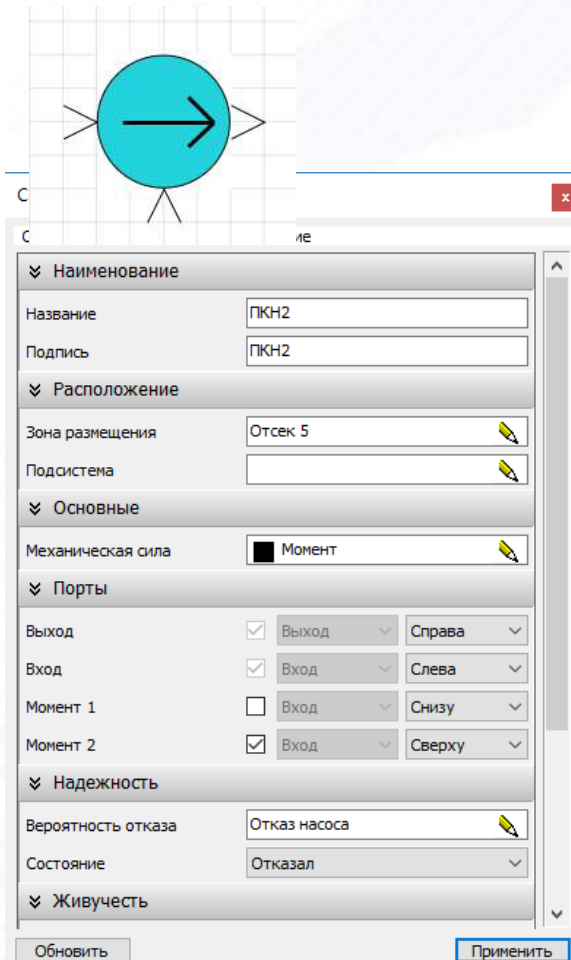 Наименование
Название ПКН2
Подпись ПКН2
Расположение
Зона размещения Отсек 5
Подсистема
Основные
Механическая сила Момент
Порты
Выход Выход Справа
Вход Вход Слева
Момент 1 Вход Снизу
Момент 2 Вход Сверху
Надежность
Вероятность отказа Отказ насоса
Состояние Отказал
Живучесть
Обновить Применить